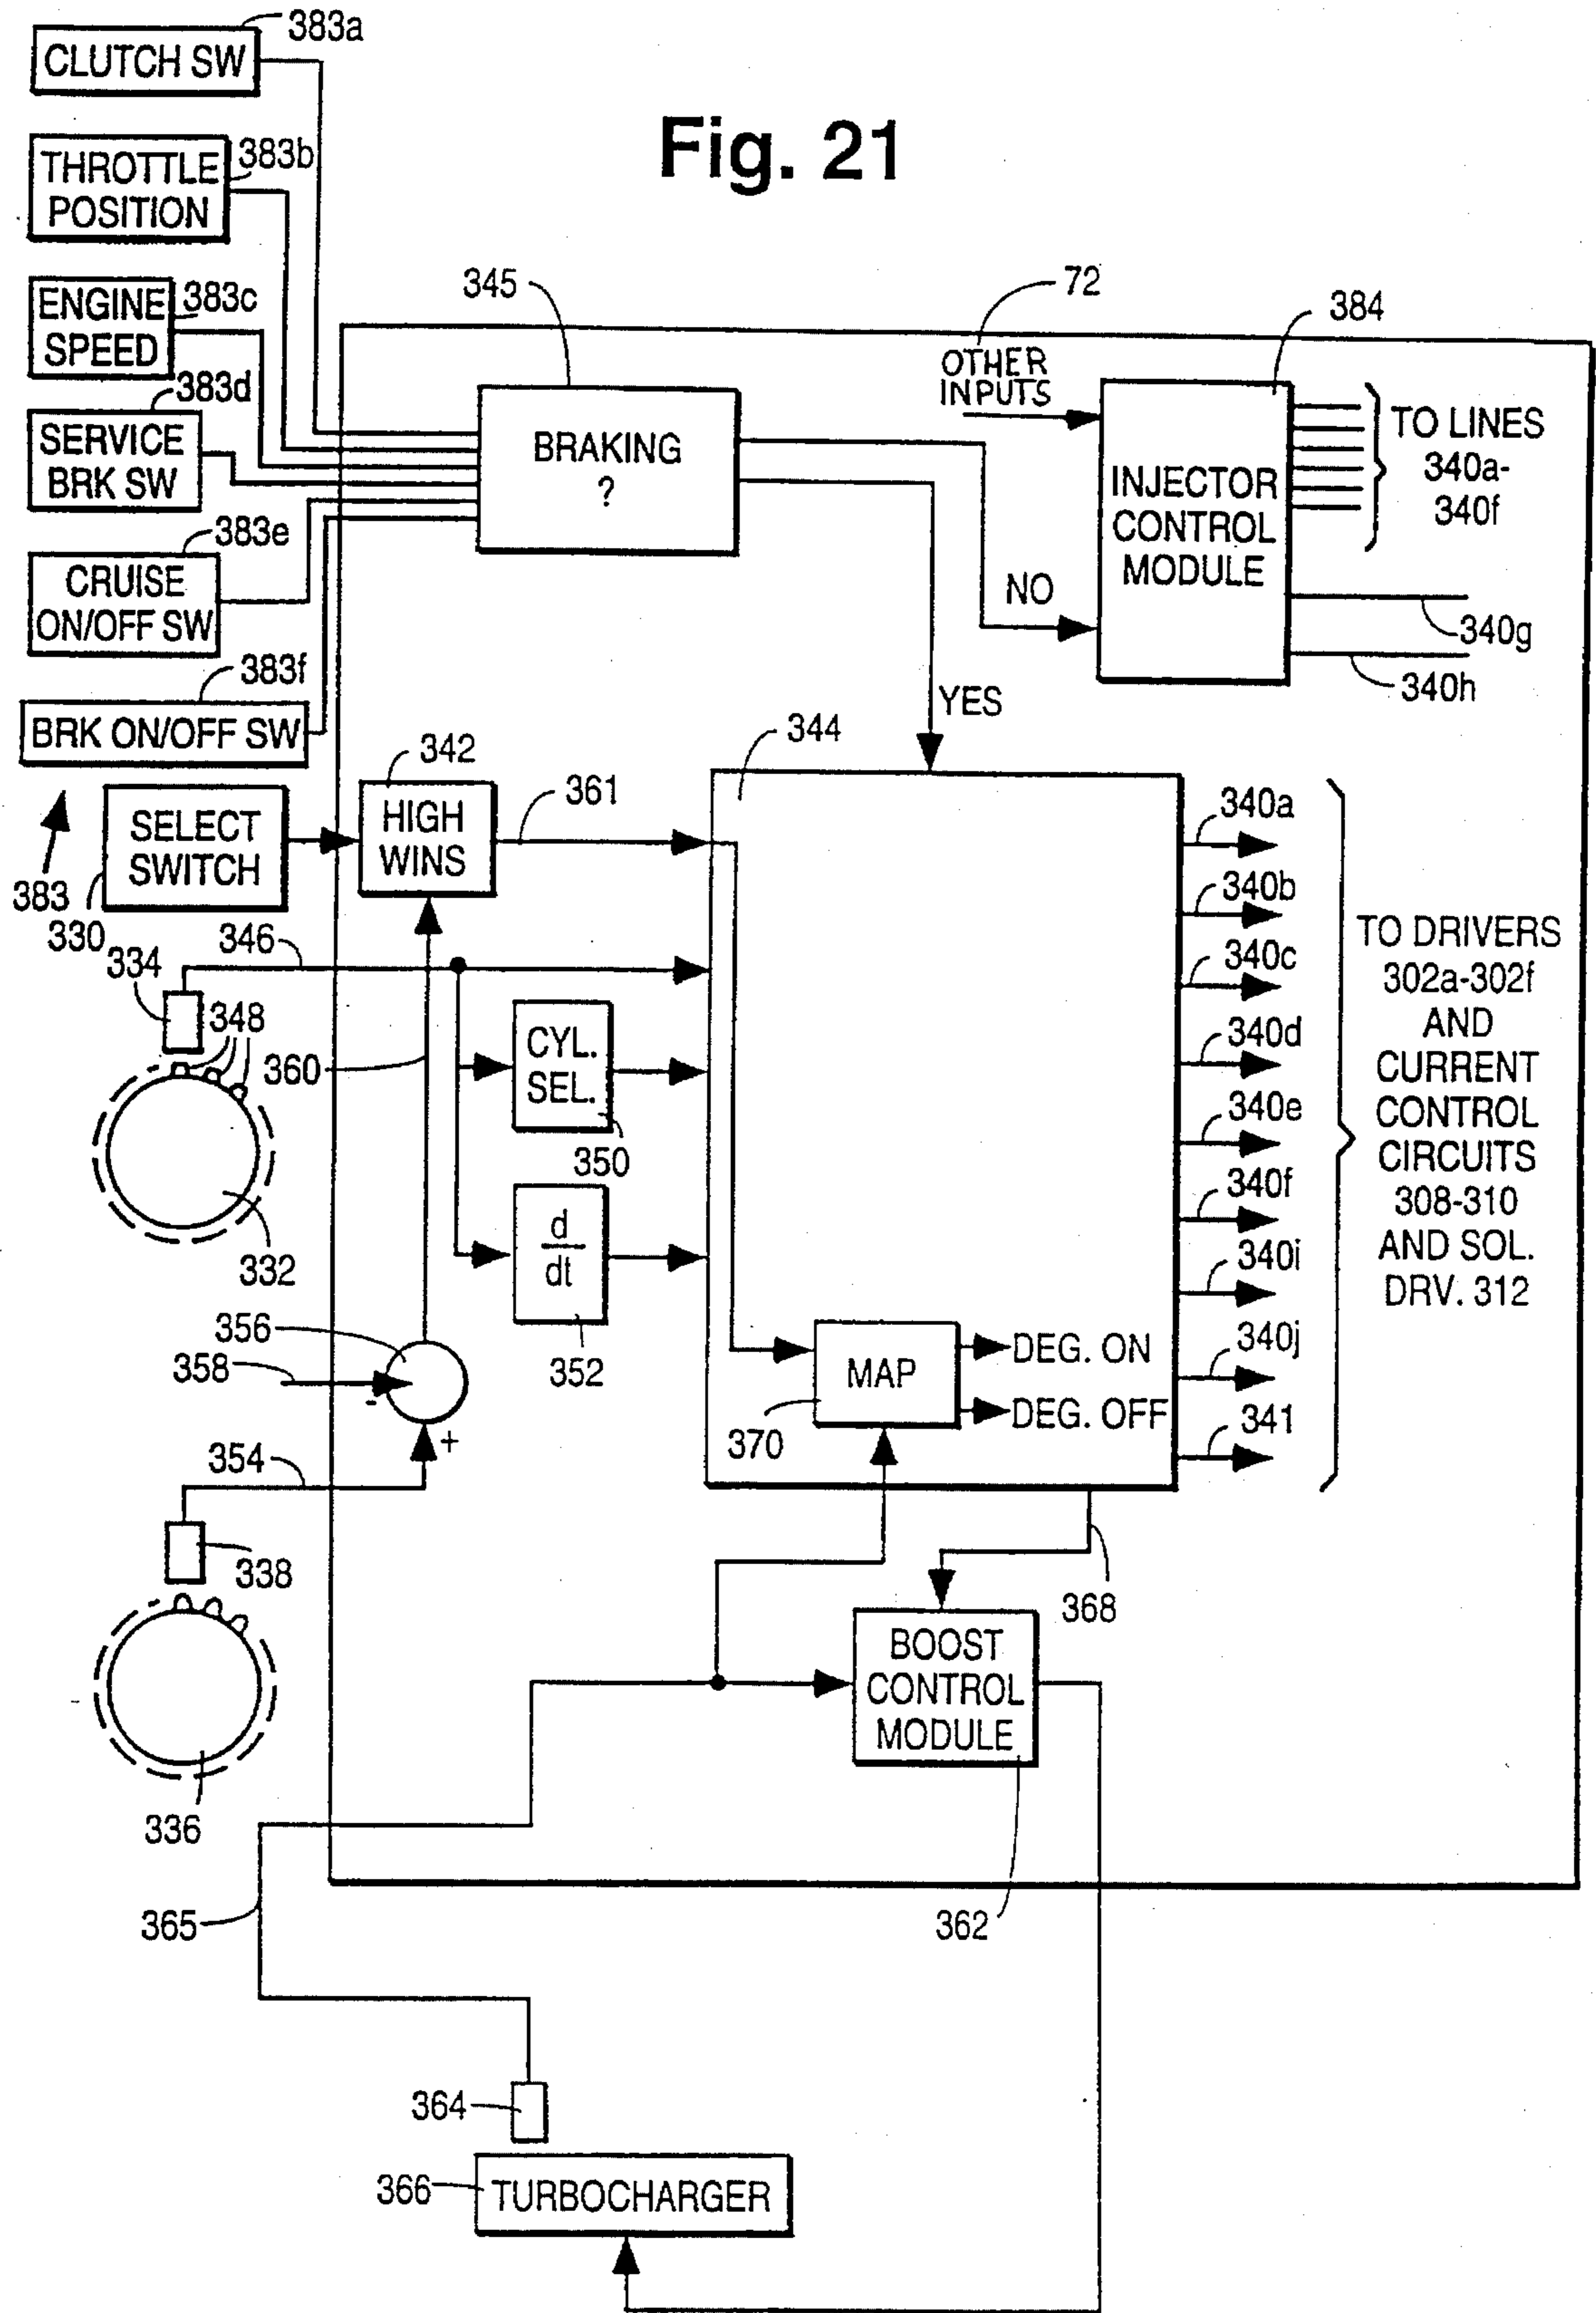 383a
CLUTCH SW
Fig. 21
383b
THROTTLE
POSITION
383c
ENGINE
SPEED
383d
SERVICE
BRK SW
383e
CRUISE
ON/OFF SW
383f
BRK ON/OFF SW
345
BRAKING
?
72
OTHER
INPUTS
384
INJECTOR
CONTROL
MODULE
TO LINES
340a-
340f
NO
340g
340h
YES
383
SELECT
SWITCH
330
342
HIGH
WINS
361
344
346
334
348
332
360
CYL.
SEL.
350
d
dt
352
356
358
-
+
354
338
336
MAP
370
DEG. ON
DEG. OFF
340a
340b
340c
340d
340e
340f
340i
340j
341
TO DRIVERS
302a-302f
AND
CURRENT
CONTROL
CIRCUITS
308-310
AND SOL.
DRV. 312
368
BOOST
CONTROL
MODULE
362
365
364
366
TURBOCHARGER